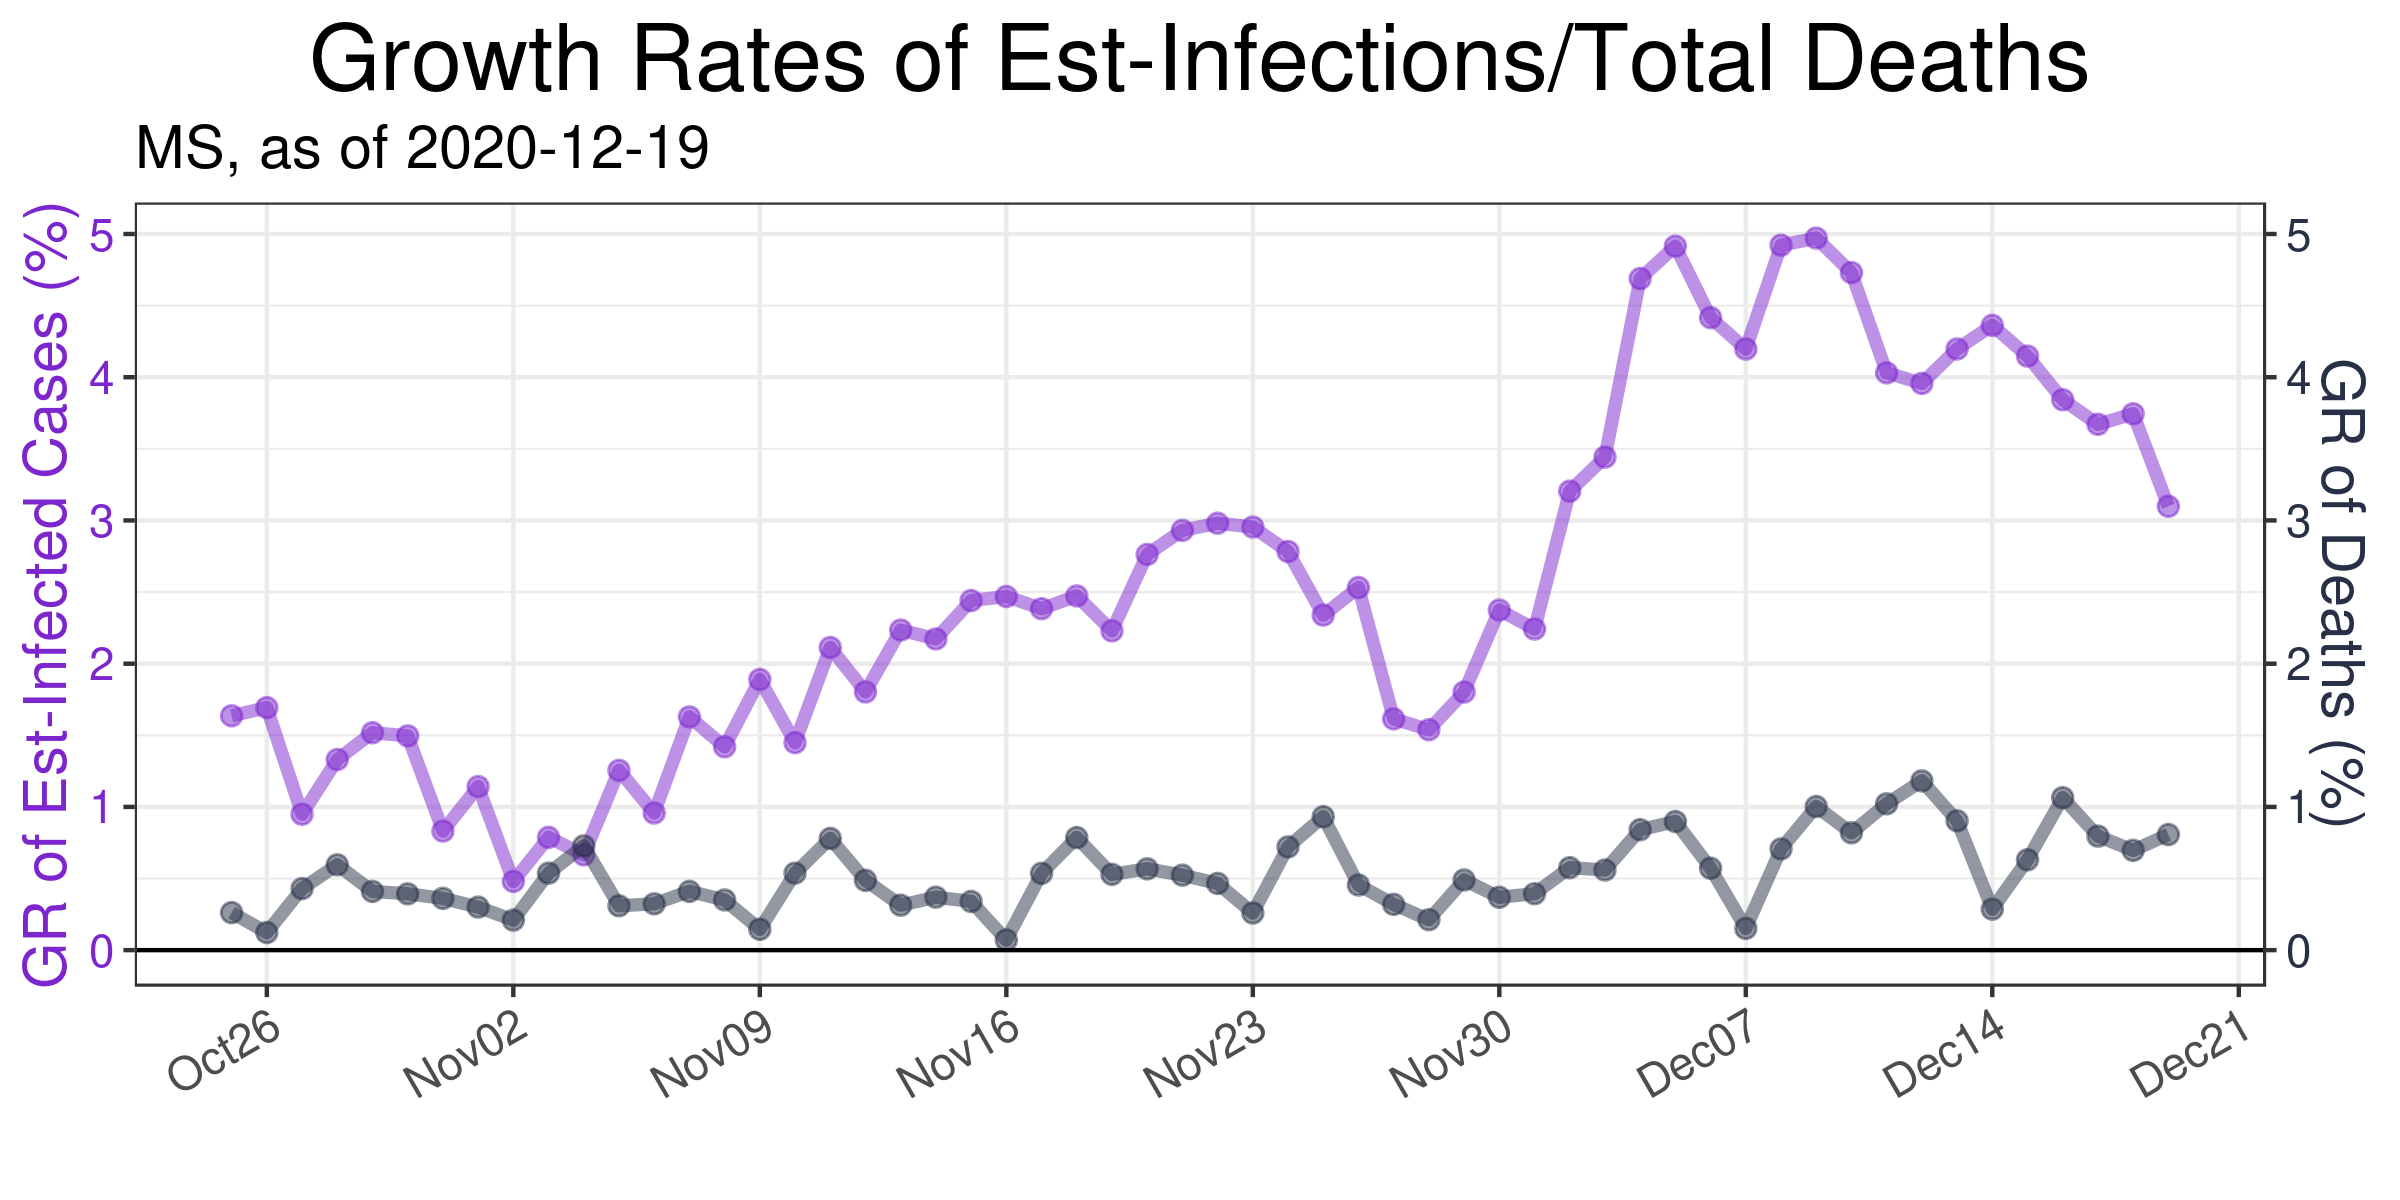 Growth Rates of Est-Infections/Total Deaths
MS, as of 2020-12-19
GR of Est-Infected Cases (%)
5
4
3
2
1
0
5
4
3
2
1
0
GR of Deaths (%)
Oct26
Nov02
Nov09
Nov16
Nov23
Nov30
Dec07
Dec14
Dec21